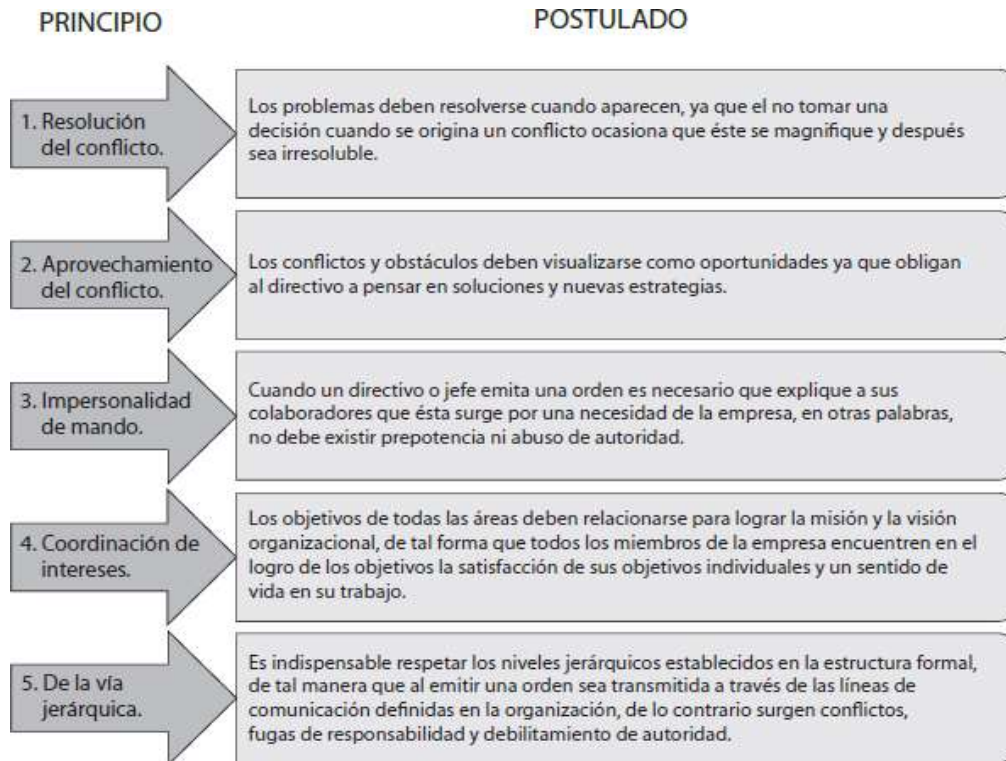 PRINCIPIO
POSTULADO
1. Resolución
del conflicto.
Los problemas deben resolverse cuando aparecen, ya que el no tomar una
decisión cuando se origina un conflicto ocasiona que éste se magnifique y después
sea irresoluble.
2. Aprovechamiento
del conflicto.
Los conflictos y obstáculos deben visualizarse como oportunidades ya que obligan
al directivo a pensar en soluciones y nuevas estrategias.
3. Impersonalidad
de mando.
Cuando un directivo o jefe emita una orden es necesario que explique a sus
colaboradores que ésta surge por una necesidad de la empresa, en otras palabras,
no debe existir prepotencia ni abuso de autoridad.
4. Coordinación de
intereses.
Los objetivos de todas las áreas deben relacionarse para lograr la misión y la visión
organizacional, de tal forma que todos los miembros de la empresa encuentren en el
logro de los objetivos la satisfacción de sus objetivos individuales y un sentido de
vida en su trabajo.
5. De la vía
jerárquica.
Es indispensable respetar los niveles jerárquicos establecidos en la estructura formal,
de tal manera que al emitir una orden sea transmitida a través de las líneas de
comunicación definidas en la organización, de lo contrario surgen conflictos,
fugas de responsabilidad y debilitamiento de autoridad.